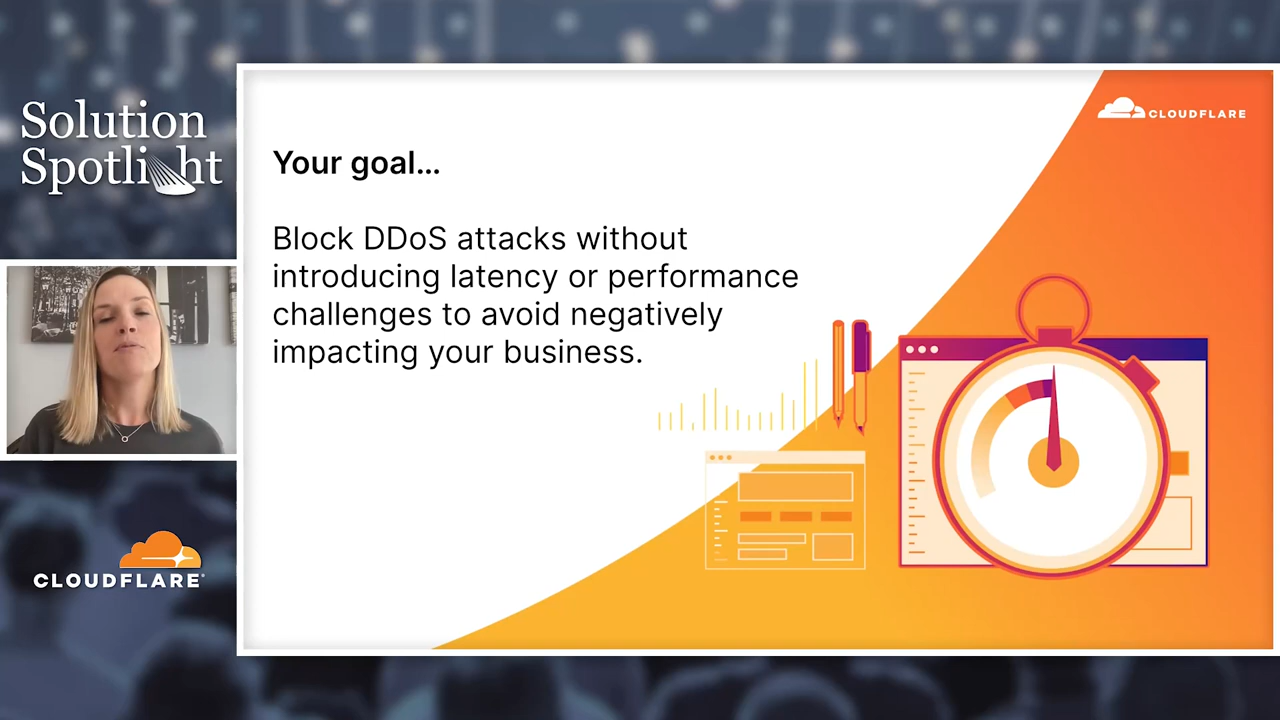 Solution
Spotlight
CLOUDFLARE
Your goal...
Block DDoS attacks without
introducing latency or performance
challenges to avoid negatively
impacting your business.
CLOUDFLARE